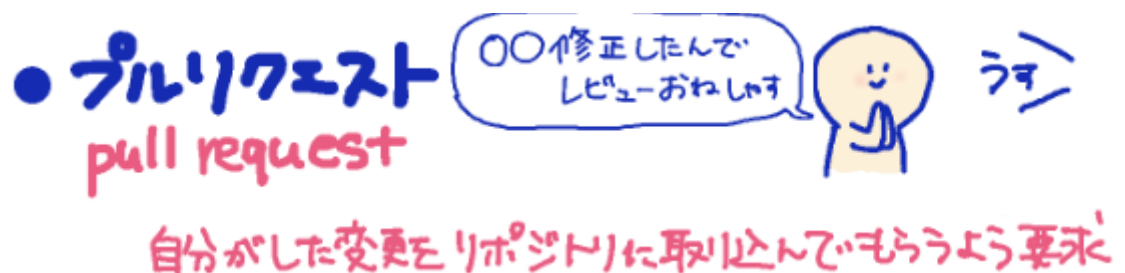 ● プルリクエスト
pull request
〇〇修正したんで
レビューおねしゃす
うす
自分がした変更をリポジトリに取り込んでもらうよう要求